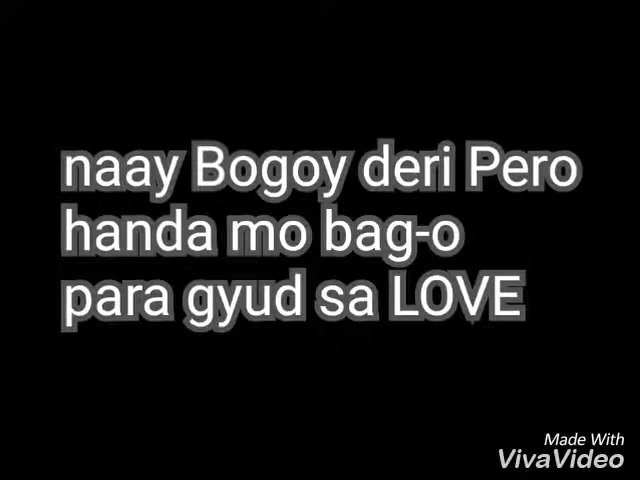 naay Bogoy deri Pero
handa mo bag-o
para gyud sa LOVE
Made With
VivaVideo